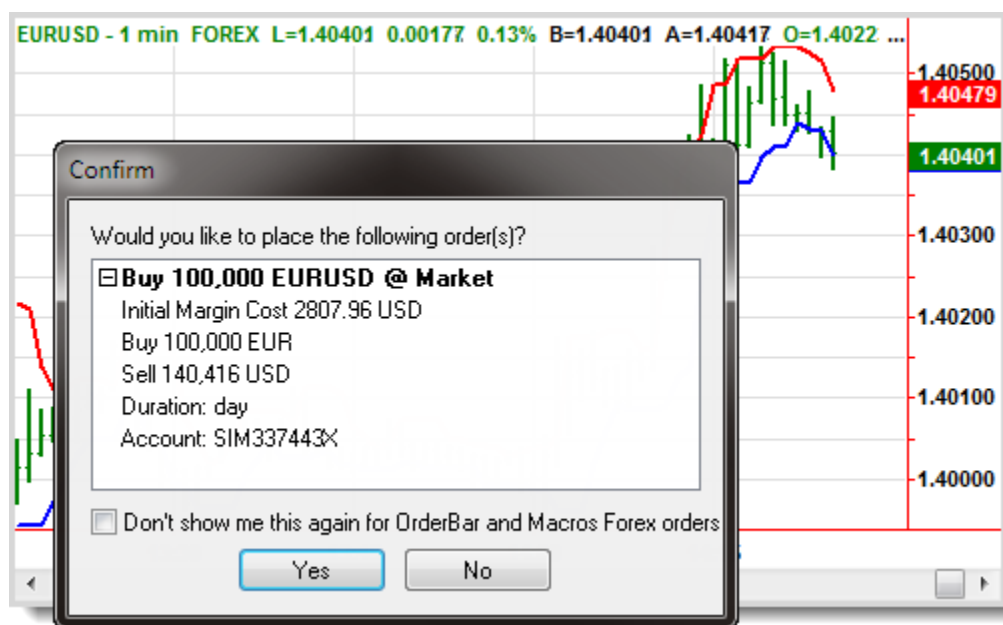 EURUSD - 1 min FOREX L=1.40401 0.00177 0.13% B=1.40401 A=1.40417 O=1.4022 ...
1.40500
1.40479
1.40401
1.40300
1.40200
1.40100
1.40000
Confirm
Would you like to place the following order(s)?
Buy 100,000 EURUSD @ Market
Initial Margin Cost 2807.96 USD
Buy 100,000 EUR
Sell 140,416 USD
Duration: day
Account: SIM337443X
Don't show me this again for OrderBar and Macros Forex orders
Yes No